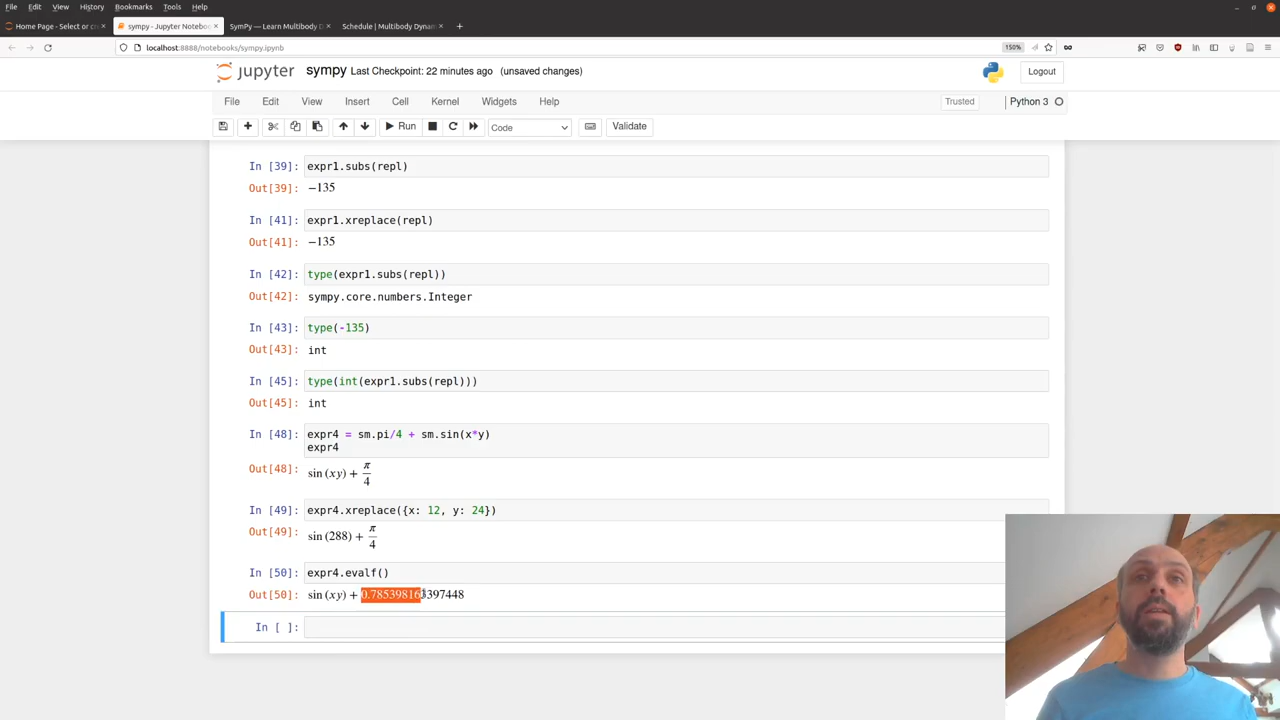 File Edit View History Bookmarks Tools Help
Home Page - Select or c
sympy - Jupyter Notebo
SymPy — Learn Multibody D
Schedule | Multibody Dyna
localhost:8888/notebooks/sympy.ipynb
150%
jupyter sympy Last Checkpoint: 22 minutes ago (unsaved changes)
Logout
File Edit View Insert Cell Kernel Widgets Help
Trusted
Python 3
Run
Code
Validate
In [39]: expr1.subs(repl)
Out[39]: −135
In [41]: expr1.xreplace(repl)
Out[41]: −135
In [42]: type(expr1.subs(repl))
Out[42]: sympy.core.numbers.Integer
In [43]: type(-135)
Out[43]: int
In [45]: type(int(expr1.subs(repl)))
Out[45]: int
In [48]: expr4 = sm.pi/4 + sm.sin(x*y)
expr4
Out[48]: sin (xy) + π/4
In [49]: expr4.xreplace({x: 12, y: 24})
Out[49]: sin (288) + π/4
In [50]: expr4.evalf()
Out[50]: sin (xy) + 0.785398163397448
In [ ]: